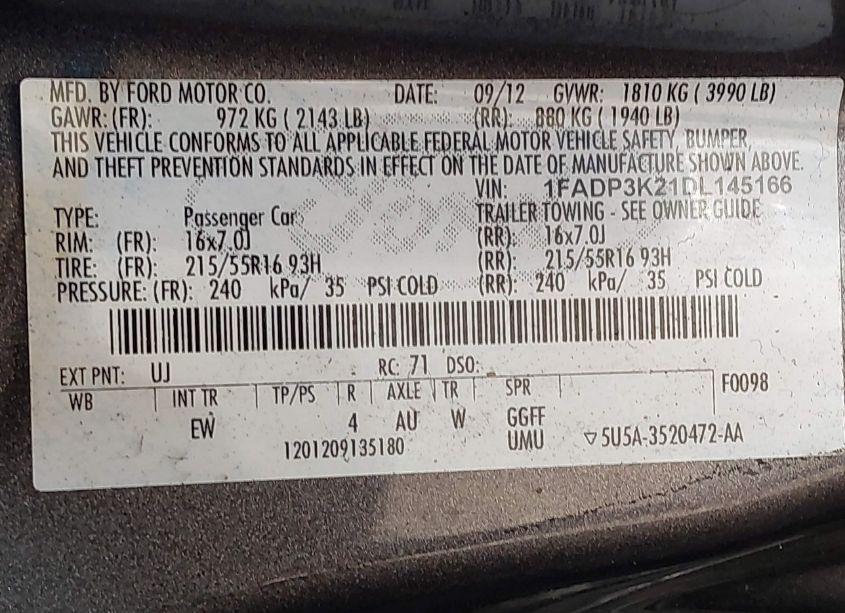 MFD. BY FORD MOTOR CO. DATE: 09/12 GVWR: 1810 KG ( 3990 LB)
GAWR: (FR): 972 KG ( 2143 LB) (RR): 880 KG ( 1940 LB)
THIS VEHICLE CONFORMS TO ALL APPLICABLE FEDERAL MOTOR VEHICLE SAFETY, BUMPER,
AND THEFT PREVENTION STANDARDS IN EFFECT ON THE DATE OF MANUFACTURE SHOWN ABOVE.
VIN: 1FADP3K21DL145166
TYPE: Passenger Car TRAILER TOWING - SEE OWNER GUIDE
RIM: (FR): 16x7.0J (RR): 16x7.0J
TIRE: (FR): 215/55R16 93H (RR): 215/55R16 93H
PRESSURE: (FR): 240 kPa/ 35 PSI COLD (RR): 240 kPa/ 35 PSI COLD
EXT PNT: UJ RC: 71 DSO:
WB INT TR TP/PS R AXLE TR SPR F0098
EW 4 AU W GGFF
1201209135180 UMU ▽5U5A-3520472-AA